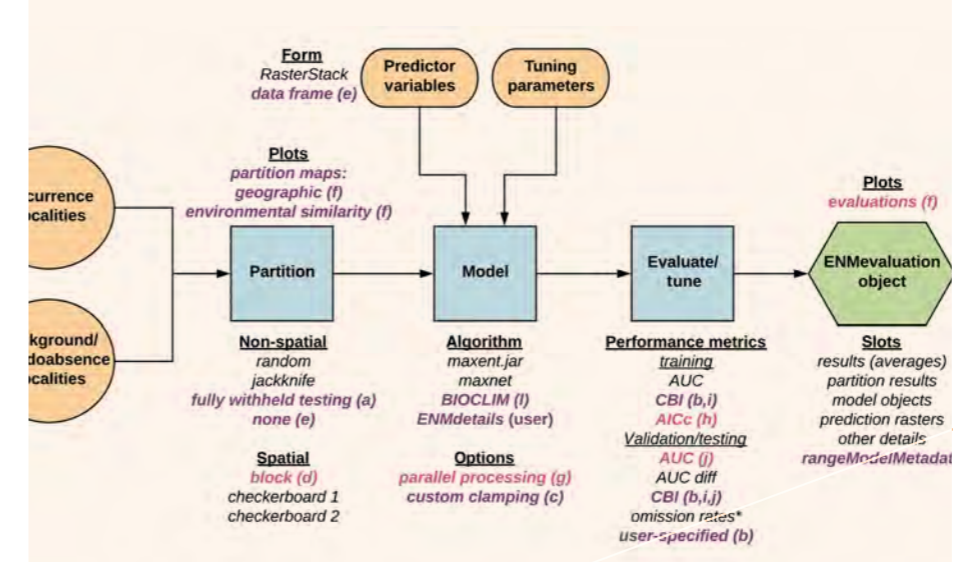 Form
RasterStack
data frame (e)
Predictor
variables
Tuning
parameters
Plots
partition maps:
geographic (f)
environmental similarity (f)
Plots
evaluations (f)
currence
ocalities
Partition
Model
Evaluate/
tune
ENMevaluation
object
kground/
doabsence
ocalities
Non-spatial
random
jackknife
fully withheld testing (a)
none (e)
Spatial
block (d)
checkerboard 1
checkerboard 2
Algorithm
maxent.jar
maxnet
BIOCLIM (l)
ENMdetails (user)
Options
parallel processing (g)
custom clamping (c)
Performance metrics
training
AUC
CBI (b,i)
AICc (h)
Validation/testing
AUC (j)
AUC diff
CBI (b,i,j)
omission rates*
user-specified (b)
Slots
results (averages)
partition results
model objects
prediction rasters
other details
rangeModelMetadat